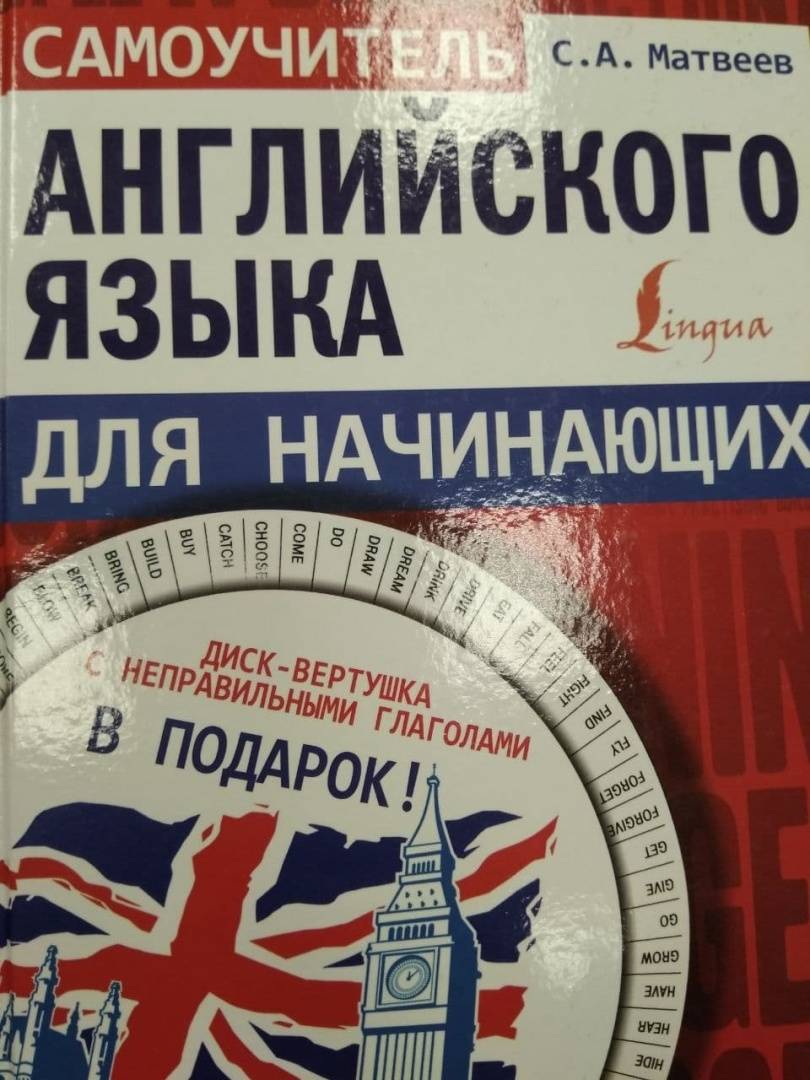 САМОУЧИТЕЛЬ
С.А. Матвеев
АНГЛИЙСКОГО
ЯЗЫКА
Lingua
ДЛЯ НАЧИНАЮЩИХ
BEGIN
BLOW
BREAK
BRING
BUILD
BUY
CATCH
CHOOSE
COME
DO
DRAW
DREAM
DRINK
DRIVE
EAT
FALL
FEEL
FIGHT
FIND
FLY
FORGET
FORGIVE
GET
GIVE
GO
GROW
HAVE
HEAR
HIDE
ДИСК-ВЕРТУШКА
С НЕПРАВИЛЬНЫМИ ГЛАГОЛАМИ
В ПОДАРОК!